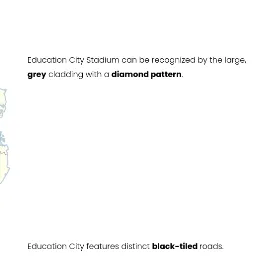 Education City Stadium can be recognized by the large,
grey cladding with a diamond pattern.
Education City features distinct black-tiled roads.